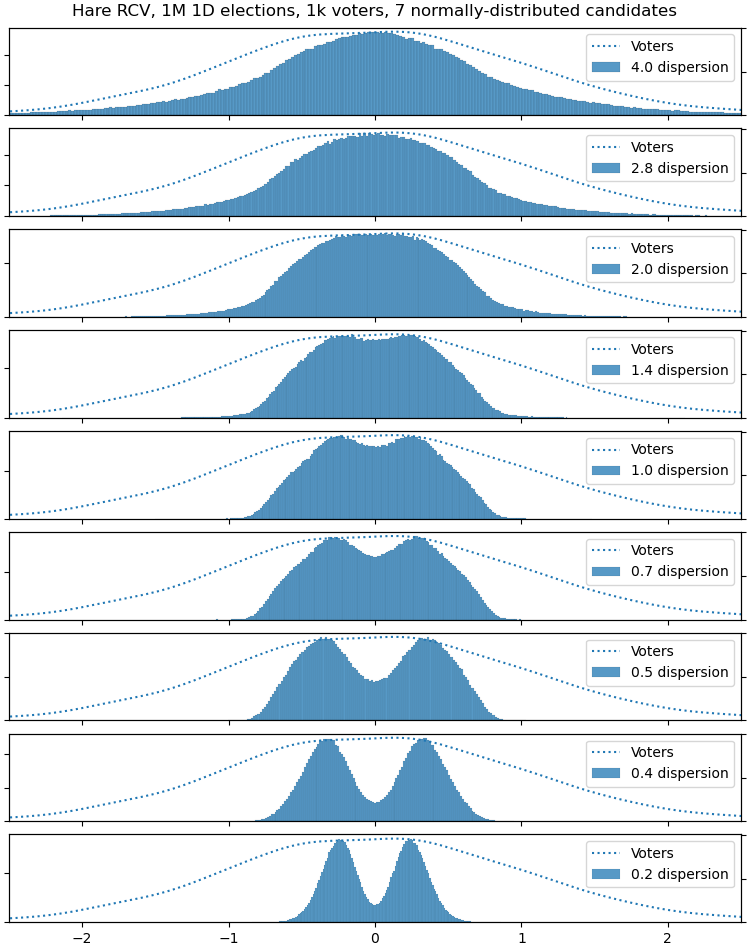 Hare RCV, 1M 1D elections, 1k voters, 7 normally-distributed candidates
Voters
4.0 dispersion
Voters
2.8 dispersion
Voters
2.0 dispersion
Voters
1.4 dispersion
Voters
1.0 dispersion
Voters
0.7 dispersion
Voters
0.5 dispersion
Voters
0.4 dispersion
Voters
0.2 dispersion
−2 −1 0 1 2